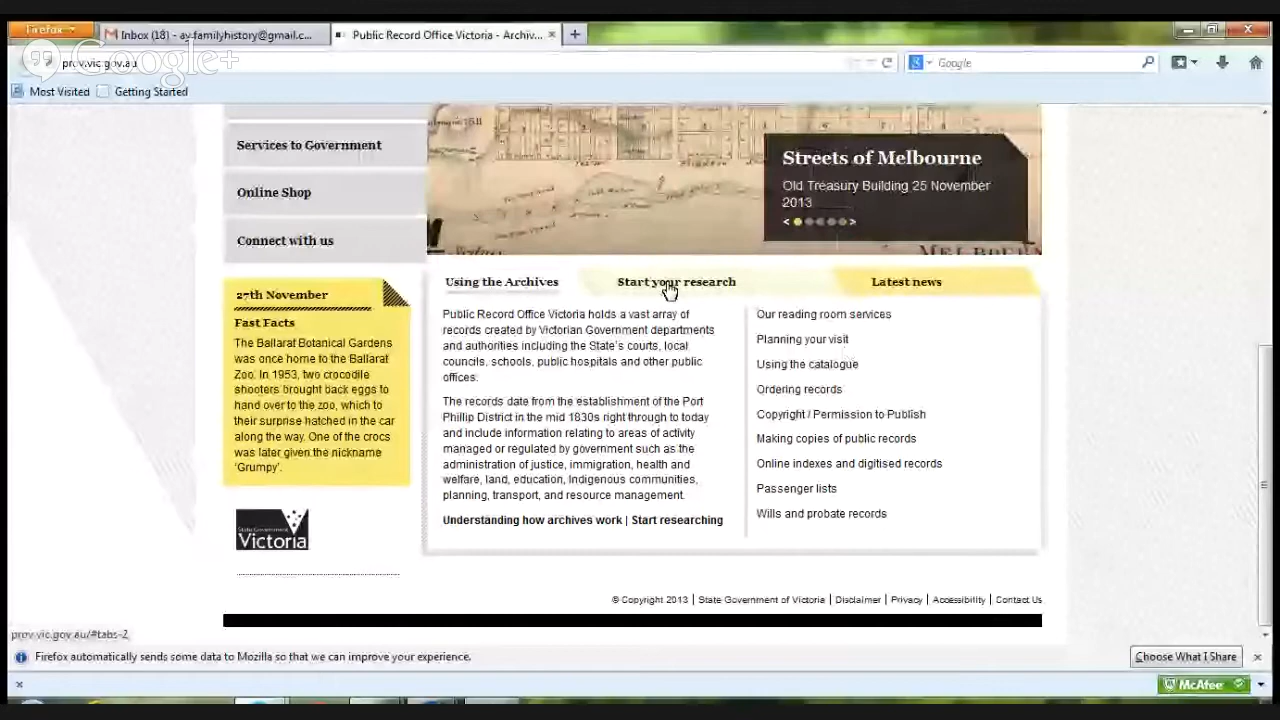 Firefox
Inbox (18) - ay.familyhistory@gmail.c...
Public Record Office Victoria - Archiv...
Google+
prov.vic.gov.au
Google
Most Visited
Getting Started
Services to Government
Online Shop
Connect with us
Streets of Melbourne
Old Treasury Building 25 November
2013
MELBOURN
27th November
Fast Facts
The Ballarat Botanical Gardens
was once home to the Ballarat
Zoo. In 1953, two crocodile
shooters brought back eggs to
hand over to the zoo, which to
their surprise hatched in the car
along the way. One of the crocs
was later given the nickname
'Grumpy'.
State Government
Victoria
Using the Archives
Start your research
Latest news
Public Record Office Victoria holds a vast array of
records created by Victorian Government departments
and authorities including the State's courts, local
councils, schools, public hospitals and other public
offices.
The records date from the establishment of the Port
Phillip District in the mid 1830s right through to today
and include information relating to areas of activity
managed or regulated by government such as the
administration of justice, immigration, health and
welfare, land, education, Indigenous communities,
planning, transport, and resource management.
Understanding how archives work | Start researching
Our reading room services
Planning your visit
Using the catalogue
Ordering records
Copyright / Permission to Publish
Making copies of public records
Online indexes and digitised records
Passenger lists
Wills and probate records
© Copyright 2013 | State Government of Victoria | Disclaimer | Privacy | Accessibility | Contact Us
prov.vic.gov.au/#tabs-2
Firefox automatically sends some data to Mozilla so that we can improve your experience.
Choose What I Share
McAfee